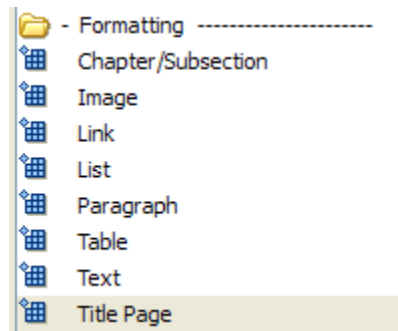 - Formatting ----------------------
Chapter/Subsection
Image
Link
List
Paragraph
Table
Text
Title Page